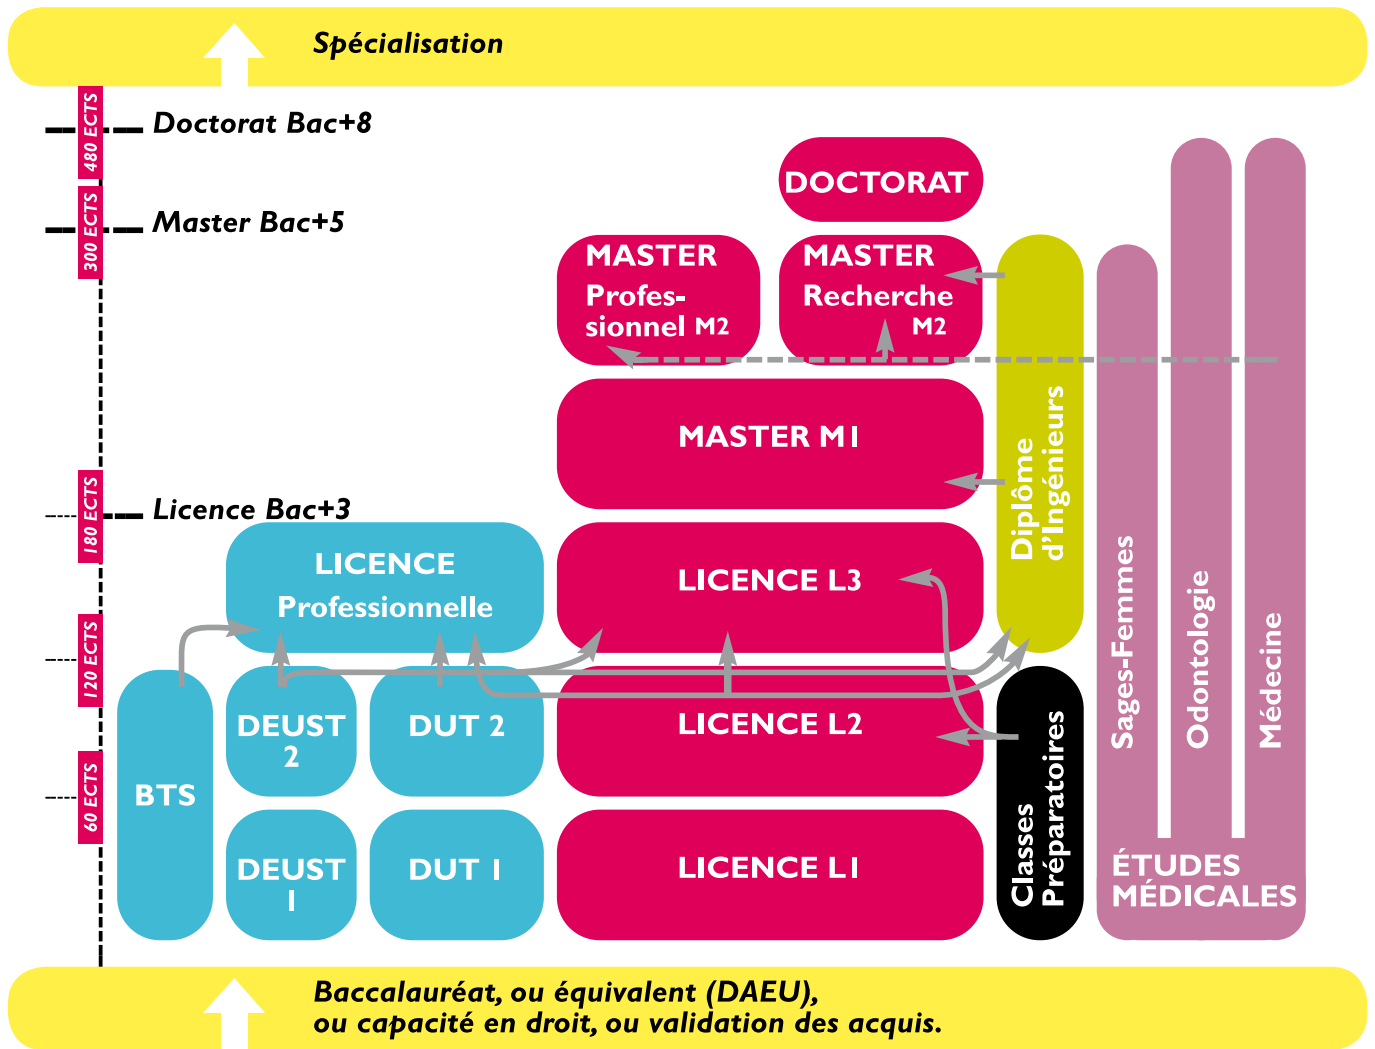 Spécialisation
480 ECTS
Doctorat Bac+8
300 ECTS
Master Bac+5
180 ECTS
Licence Bac+3
120 ECTS
60 ECTS
DOCTORAT
MASTER
Profes-
sionnel M2
MASTER
Recherche
M2
MASTER M1
LICENCE
Professionnelle
LICENCE L3
BTS
DEUST
2
DUT 2
LICENCE L2
DEUST
1
DUT 1
LICENCE L1
Diplôme
d'Ingénieurs
Classes
Préparatoires
Sages-Femmes
Odontologie
Médecine
ÉTUDES
MÉDICALES
Baccalauréat, ou équivalent (DAEU),
ou capacité en droit, ou validation des acquis.